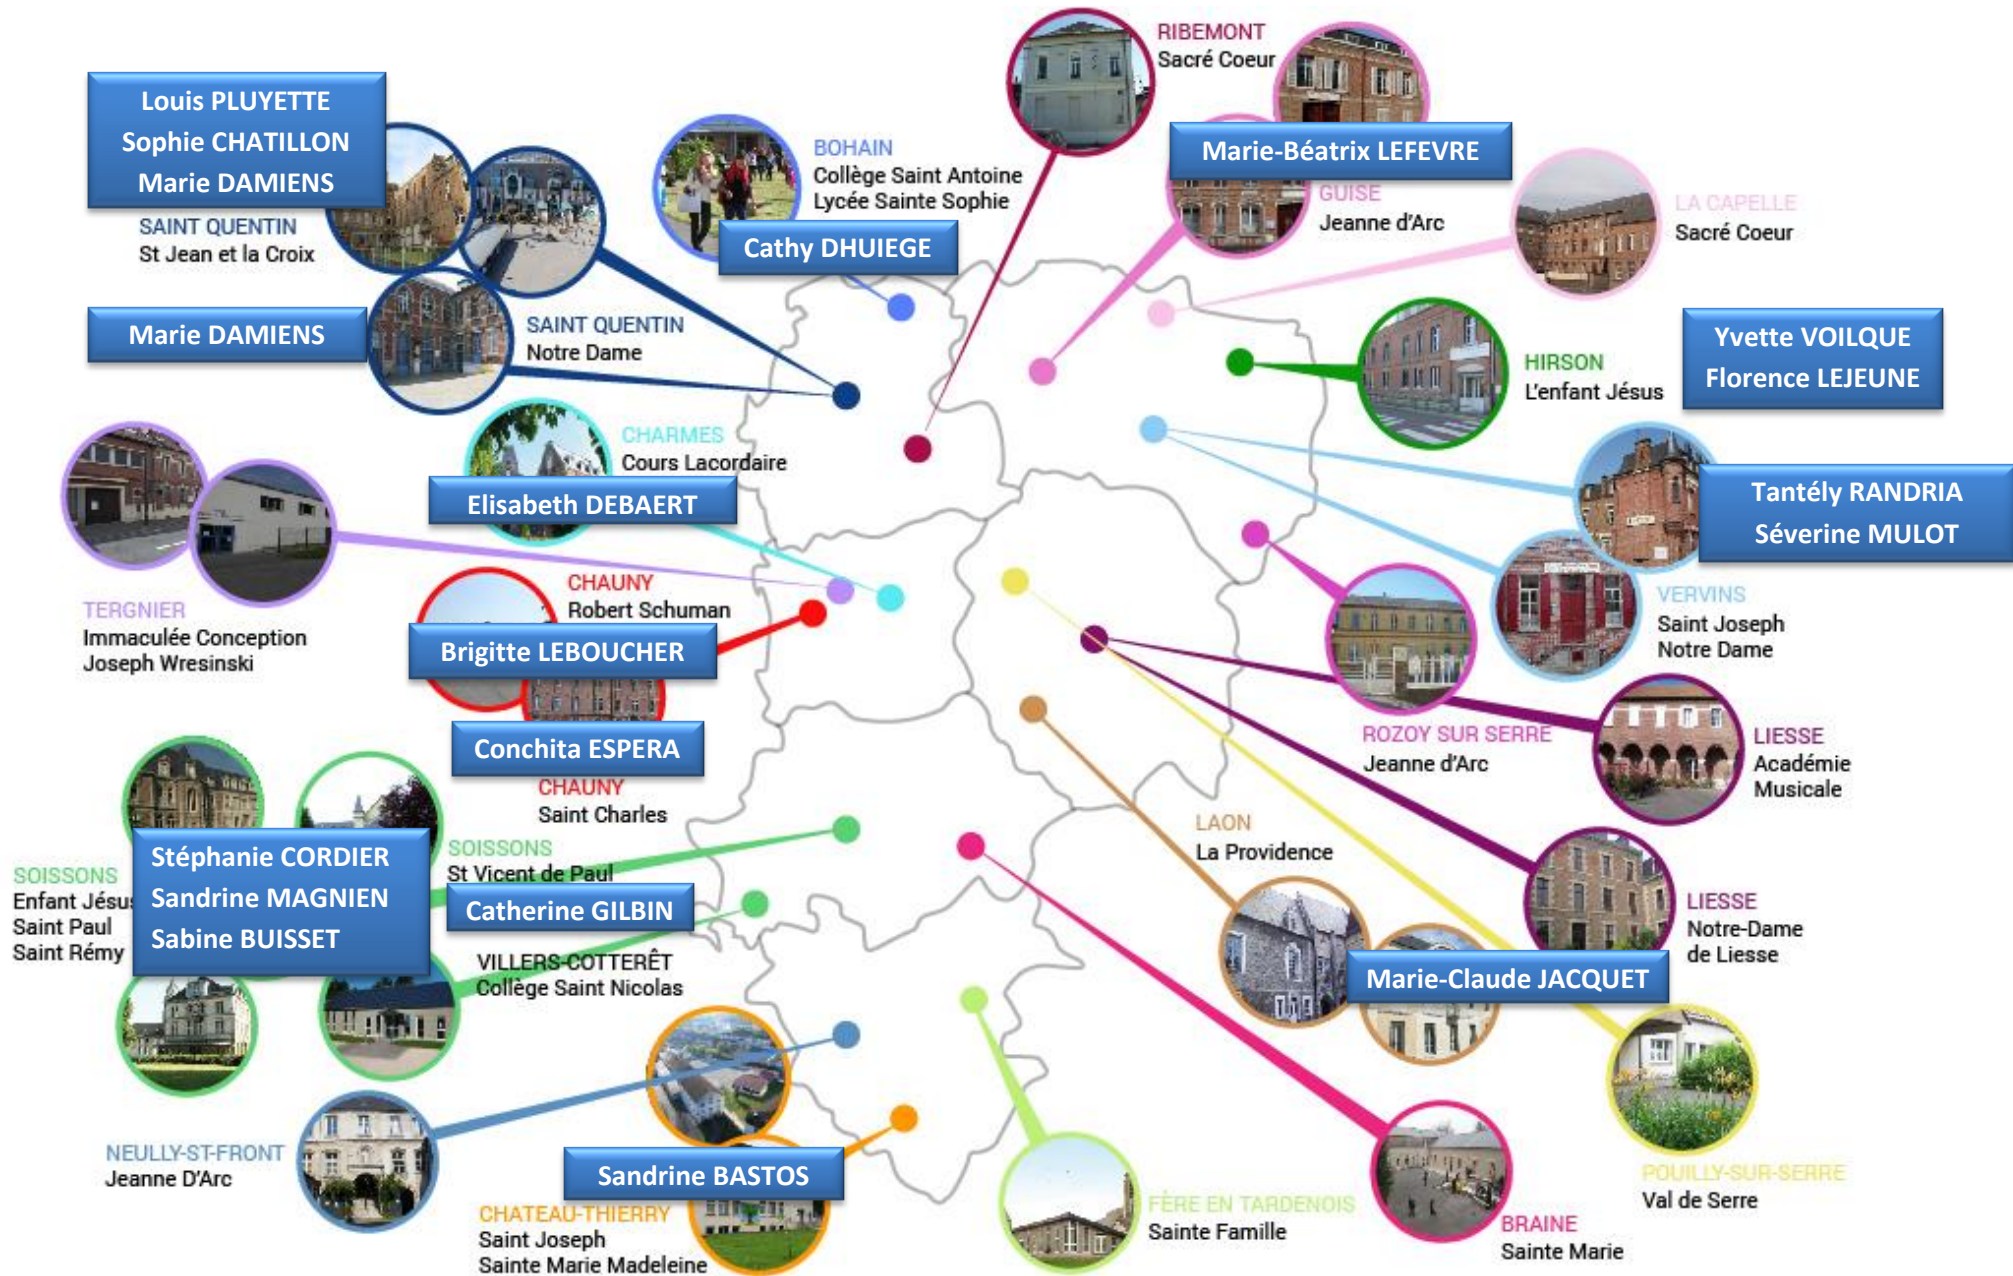 RIBEMONT
Sacré Coeur
Louis PLUYETTE
Sophie CHATILLON
Marie DAMIENS
SAINT QUENTIN
St Jean et la Croix
BOHAIN
Collège Saint Antoine
Lycée Sainte Sophie
Cathy DHUIEGE
Marie-Béatrix LEFEVRE
GUISE
Jeanne d'Arc
LA CAPELLE
Sacré Coeur
Marie DAMIENS
SAINT QUENTIN
Notre Dame
HIRSON
L'enfant Jésus
Yvette VOILQUE
Florence LEJEUNE
CHARMES
Cours Lacordaire
Elisabeth DEBAERT
Tantély RANDRIA
Séverine MULOT
VERVINS
Saint Joseph
Notre Dame
TERGNIER
Immaculée Conception
Joseph Wresinski
CHAUNY
Robert Schuman
Brigitte LEBOUCHER
Conchita ESPERA
CHAUNY
Saint Charles
ROZOY SUR SERRE
Jeanne d'Arc
LIESSE
Académie
Musicale
LAON
La Providence
SOISSONS
Enfant Jésus
Saint Paul
Saint Rémy
Stéphanie CORDIER
Sandrine MAGNIEN
Sabine BUISSET
SOISSONS
St Vicent de Paul
Catherine GILBIN
VILLERS-COTTERÊT
Collège Saint Nicolas
LIESSE
Notre-Dame
de Liesse
Marie-Claude JACQUET
NEULLY-ST-FRONT
Jeanne D'Arc
Sandrine BASTOS
CHATEAU-THIERRY
Saint Joseph
Sainte Marie Madeleine
FÈRE EN TARDENOIS
Sainte Famille
BRAINE
Sainte Marie
POUILLY-SUR-SERRE
Val de Serre